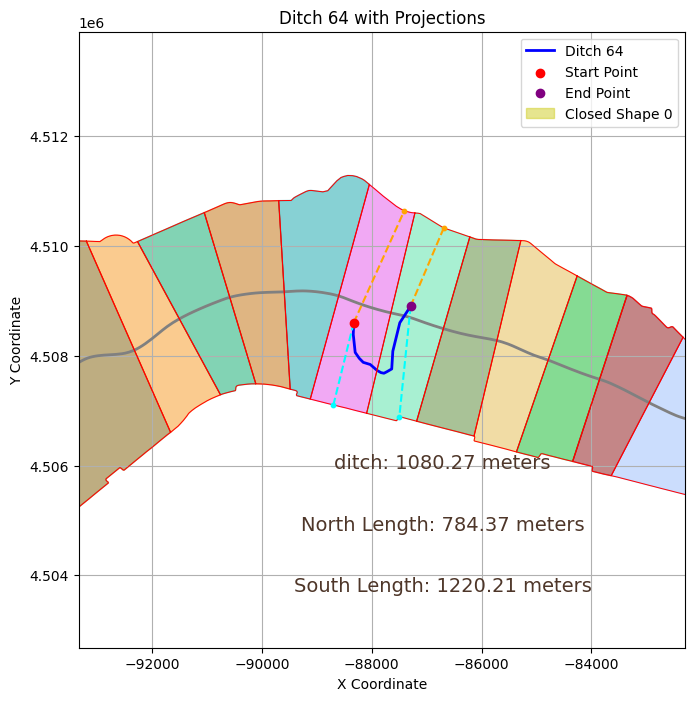 Ditch 64 with Projections
1e6
Ditch 64
Start Point
End Point
Closed Shape 0
4.512
4.510
4.508
4.506
4.504
Y Coordinate
ditch: 1080.27 meters
North Length: 784.37 meters
South Length: 1220.21 meters
−92000 −90000 −88000 −86000 −84000
X Coordinate